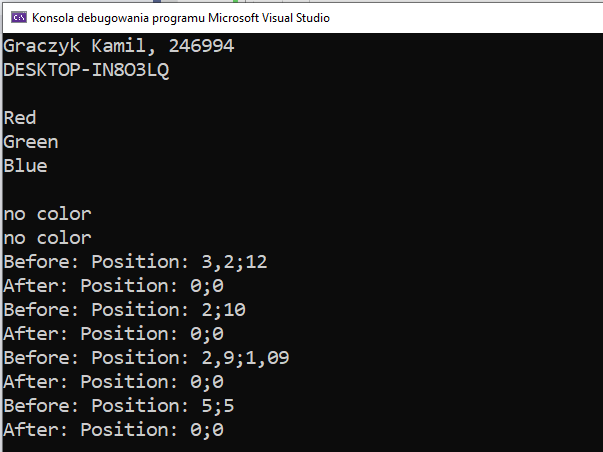 Konsola debugowania programu Microsoft Visual Studio
Graczyk Kamil, 246994
DESKTOP-IN8O3LQ
Red
Green
Blue
no color
no color
Before: Position: 3,2;12
After: Position: 0;0
Before: Position: 2;10
After: Position: 0;0
Before: Position: 2,9;1,09
After: Position: 0;0
Before: Position: 5;5
After: Position: 0;0